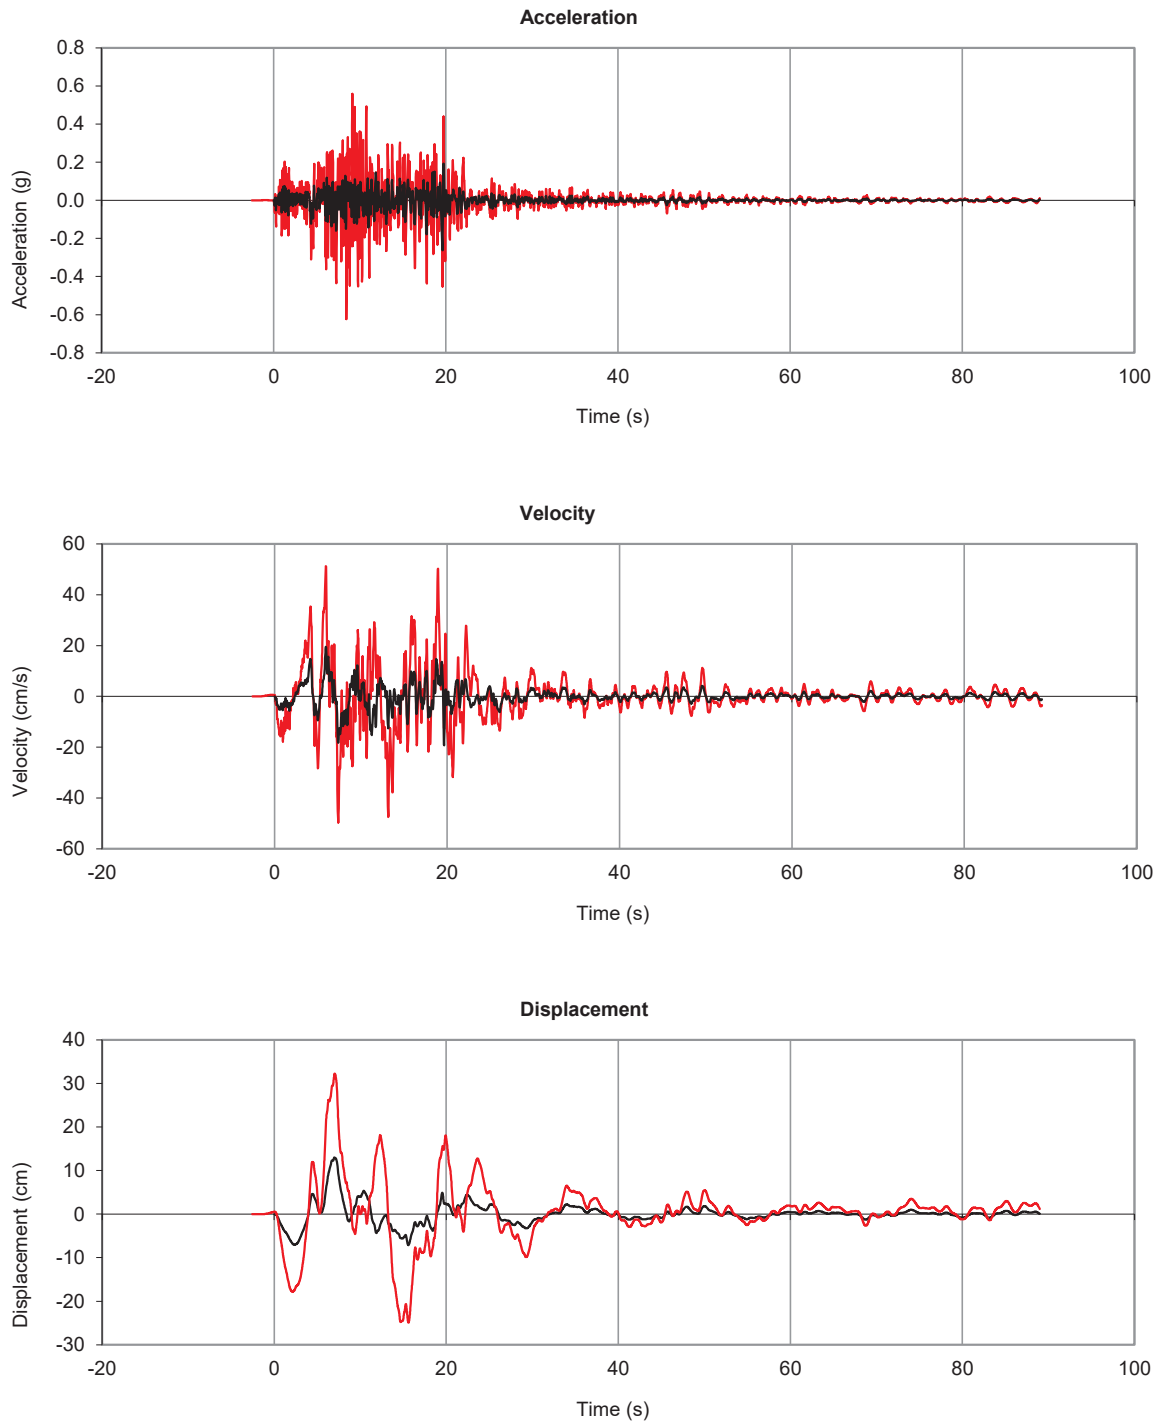 Acceleration
0.8
0.6
0.4
0.2
0.0
-0.2
-0.4
-0.6
-0.8
Acceleration (g)
-20 0 20 40 60 80 100
Time (s)
Velocity
60
40
20
0
-20
-40
-60
Velocity (cm/s)
-20 0 20 40 60 80 100
Time (s)
Displacement
40
30
20
10
0
-10
-20
-30
Displacement (cm)
-20 0 20 40 60 80 100
Time (s)